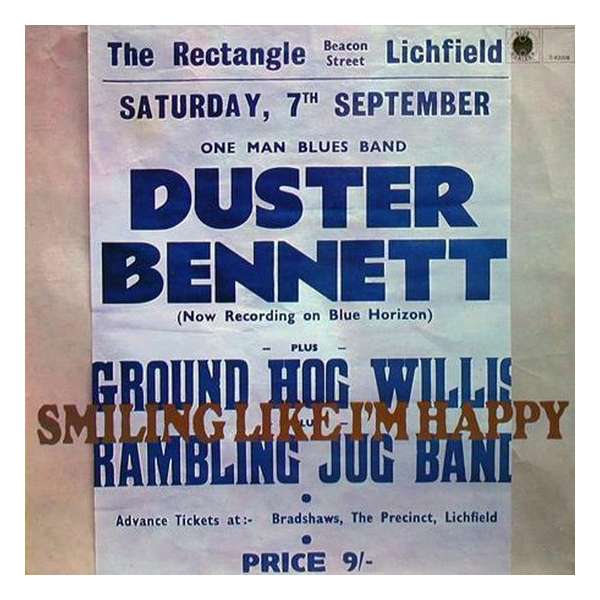 The Rectangle Beacon Street Lichfield
SATURDAY, 7TH SEPTEMBER
ONE MAN BLUES BAND
DUSTER
BENNETT
(Now Recording on Blue Horizon)
- PLUS -
GROUND HOG WILLIS
SMILING LIKE I'M HAPPY
RAMBLING JUG BAND
Advance Tickets at:- Bradshaws, The Precinct, Lichfield
PRICE 9/-